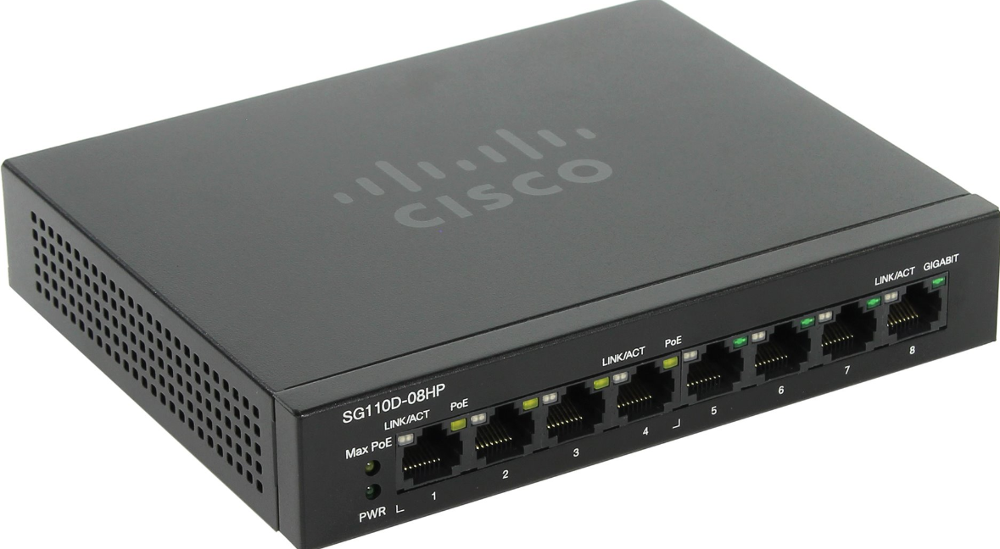 CISCO
SG110D-08HP
LINK/ACT PoE
LINK/ACT PoE
LINK/ACT GIGABIT
Max PoE
PWR
1 2 3 4 5 6 7 8